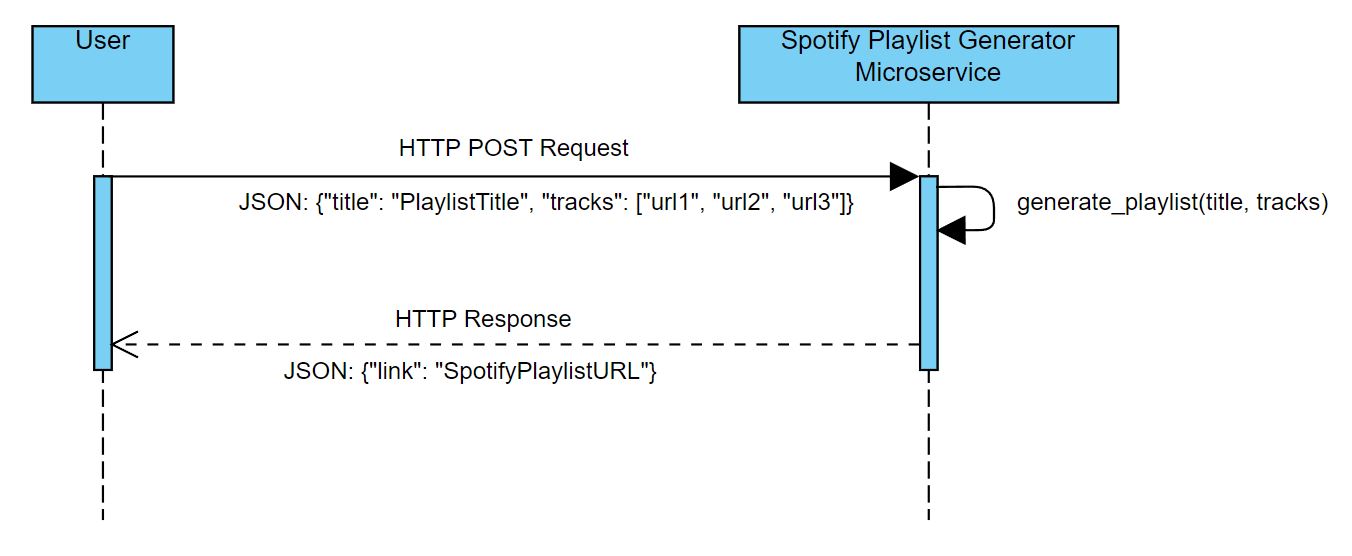 User
Spotify Playlist Generator
Microservice
HTTP POST Request
JSON: {"title": "PlaylistTitle", "tracks": ["url1", "url2", "url3"]}
generate_playlist(title, tracks)
HTTP Response
JSON: {"link": "SpotifyPlaylistURL"}